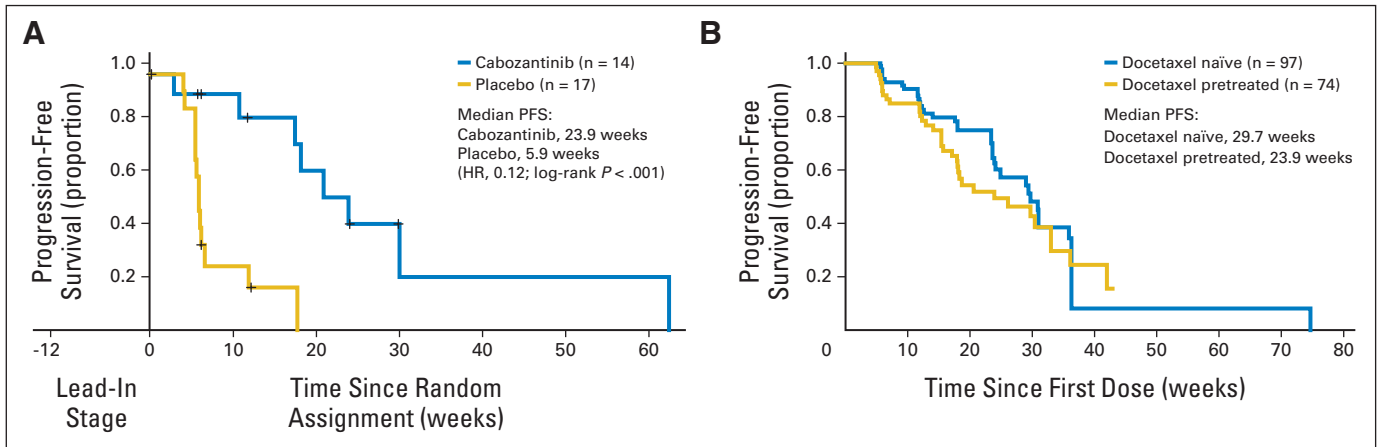 A
Progression-Free
Survival (proportion)
1.0
0.8
0.6
0.4
0.2
Cabozantinib (n = 14)
Placebo (n = 17)
Median PFS:
Cabozantinib, 23.9 weeks
Placebo, 5.9 weeks
(HR, 0.12; log-rank P < .001)
-12 0 10 20 30 40 50 60
Lead-In
Stage
Time Since Random
Assignment (weeks)
B
Progression-Free
Survival (proportion)
1.0
0.8
0.6
0.4
0.2
Docetaxel naïve (n = 97)
Docetaxel pretreated (n = 74)
Median PFS:
Docetaxel naïve, 29.7 weeks
Docetaxel pretreated, 23.9 weeks
0 10 20 30 40 50 60 70 80
Time Since First Dose (weeks)